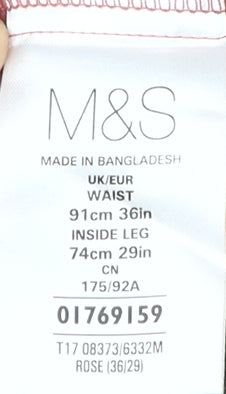 M&S
MADE IN BANGLADESH
UK/EUR
WAIST
91cm 36in
INSIDE LEG
74cm 29in
CN
175/92A
01769159
T17 08373/6332M
ROSE (36/29)